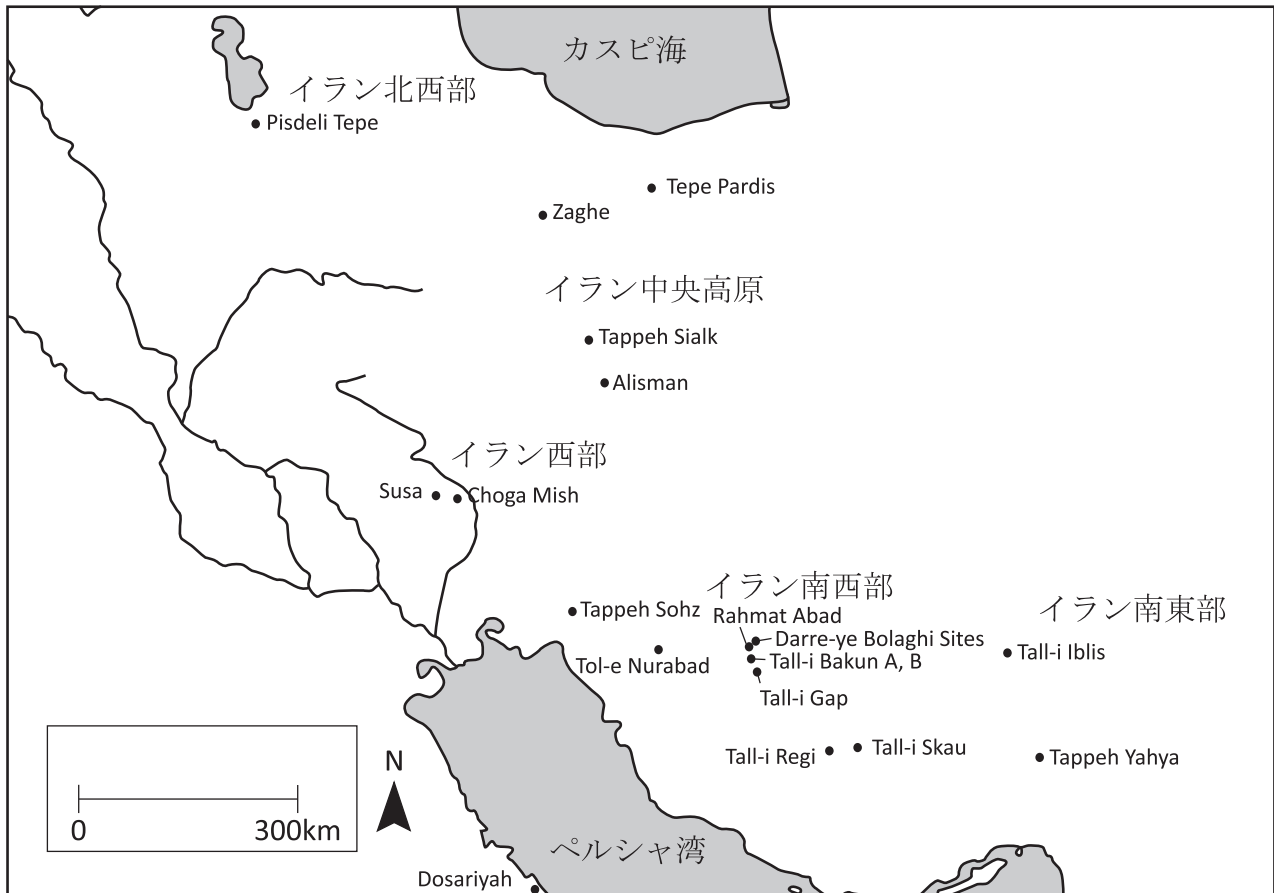 カスピ海
イラン北西部
Pisdeli Tepe
Tepe Pardis
Zaghe
イラン中央高原
Tappeh Sialk
Alisman
イラン西部
Susa
Choga Mish
イラン南西部
イラン南東部
Tappeh Sohz
Rahmat Abad
Darre-ye Bolaghi Sites
Tall-i Iblis
Tol-e Nurabad
Tall-i Bakun A, B
Tall-i Gap
Tall-i Regi
Tall-i Skau
Tappeh Yahya
N
0
300km
ペルシャ湾
Dosariyah